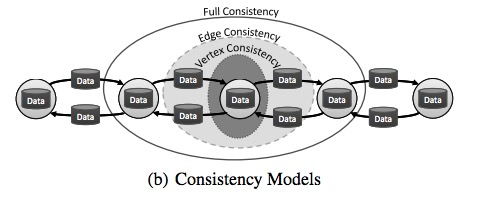 Full Consistency
Edge Consistency
Vertex Consistency
Data Data Data Data
Data Data Data Data Data
Data Data Data Data
(b) Consistency Models